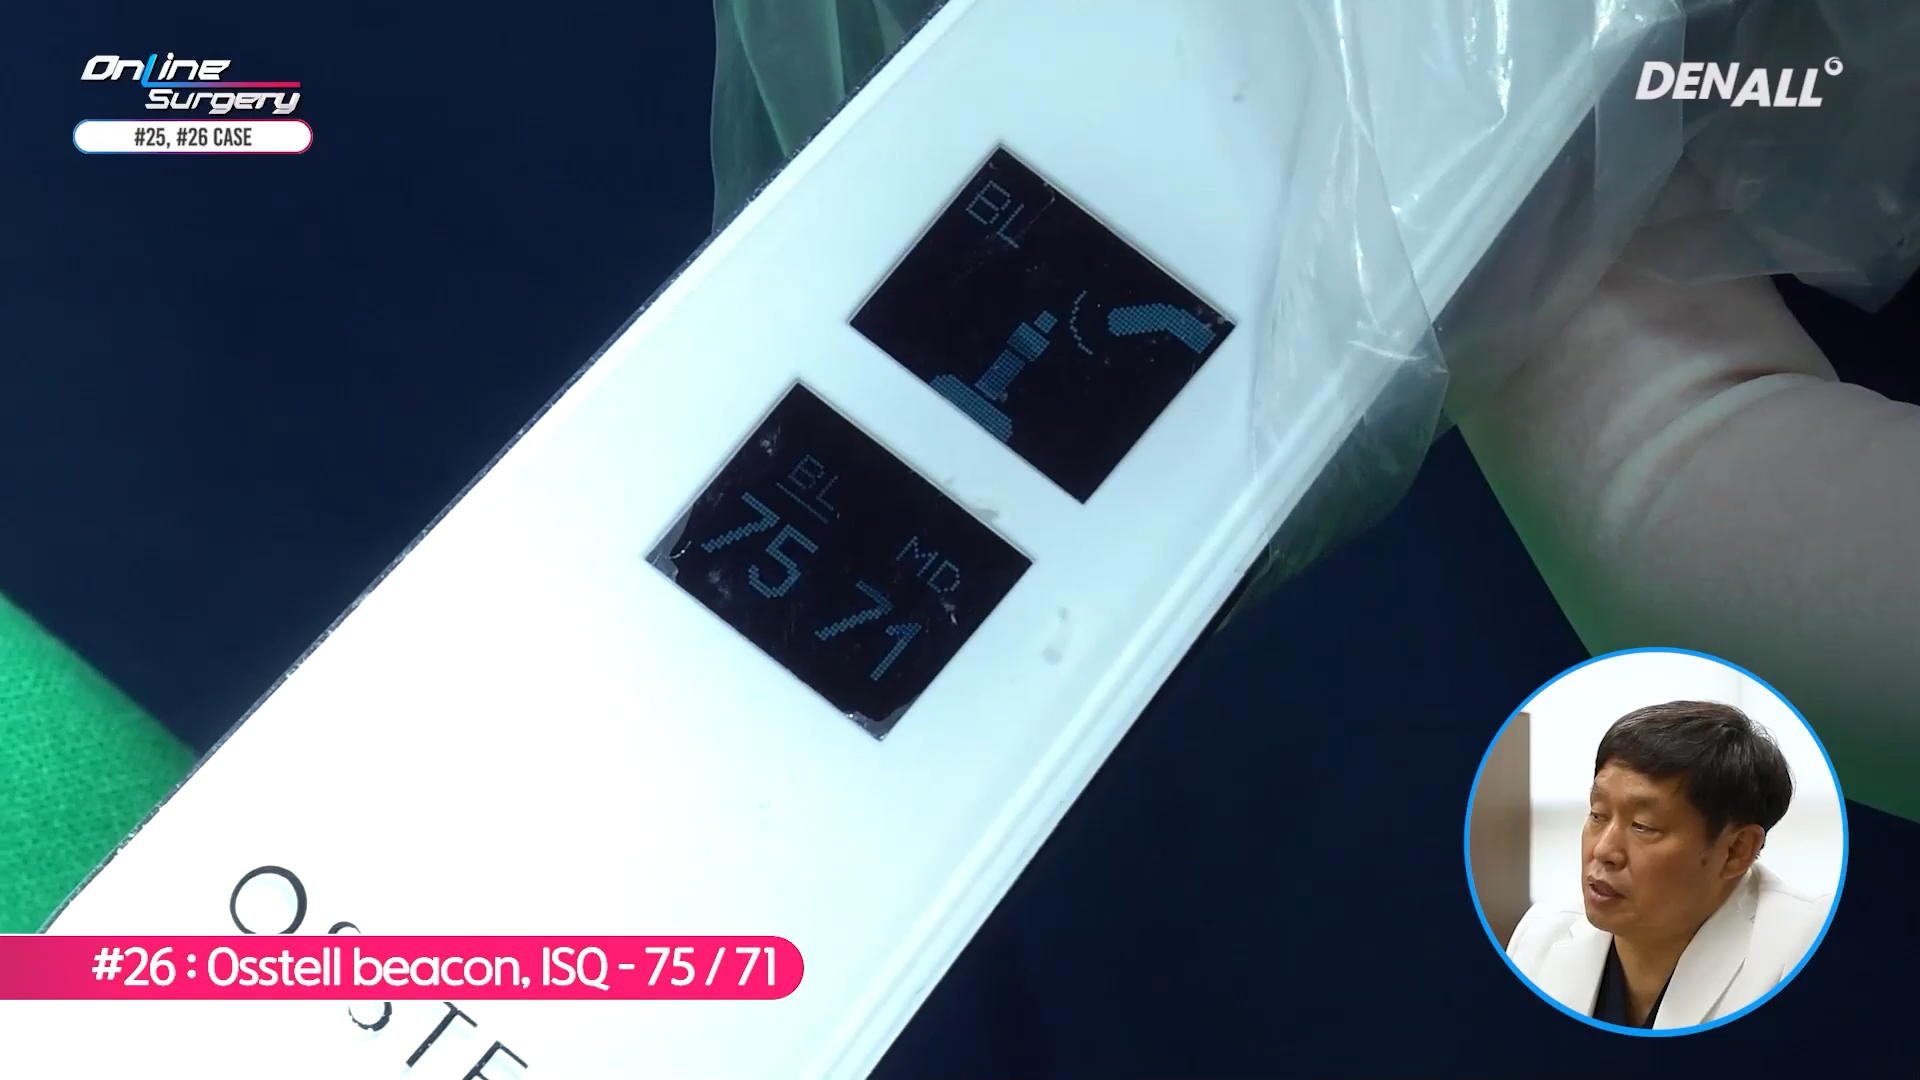 OnLine
Surgery
#25, #26 CASE
DENALL
BL
BL
MD
75 71
OSSTE
#26 : Osstell beacon, ISQ - 75 / 71